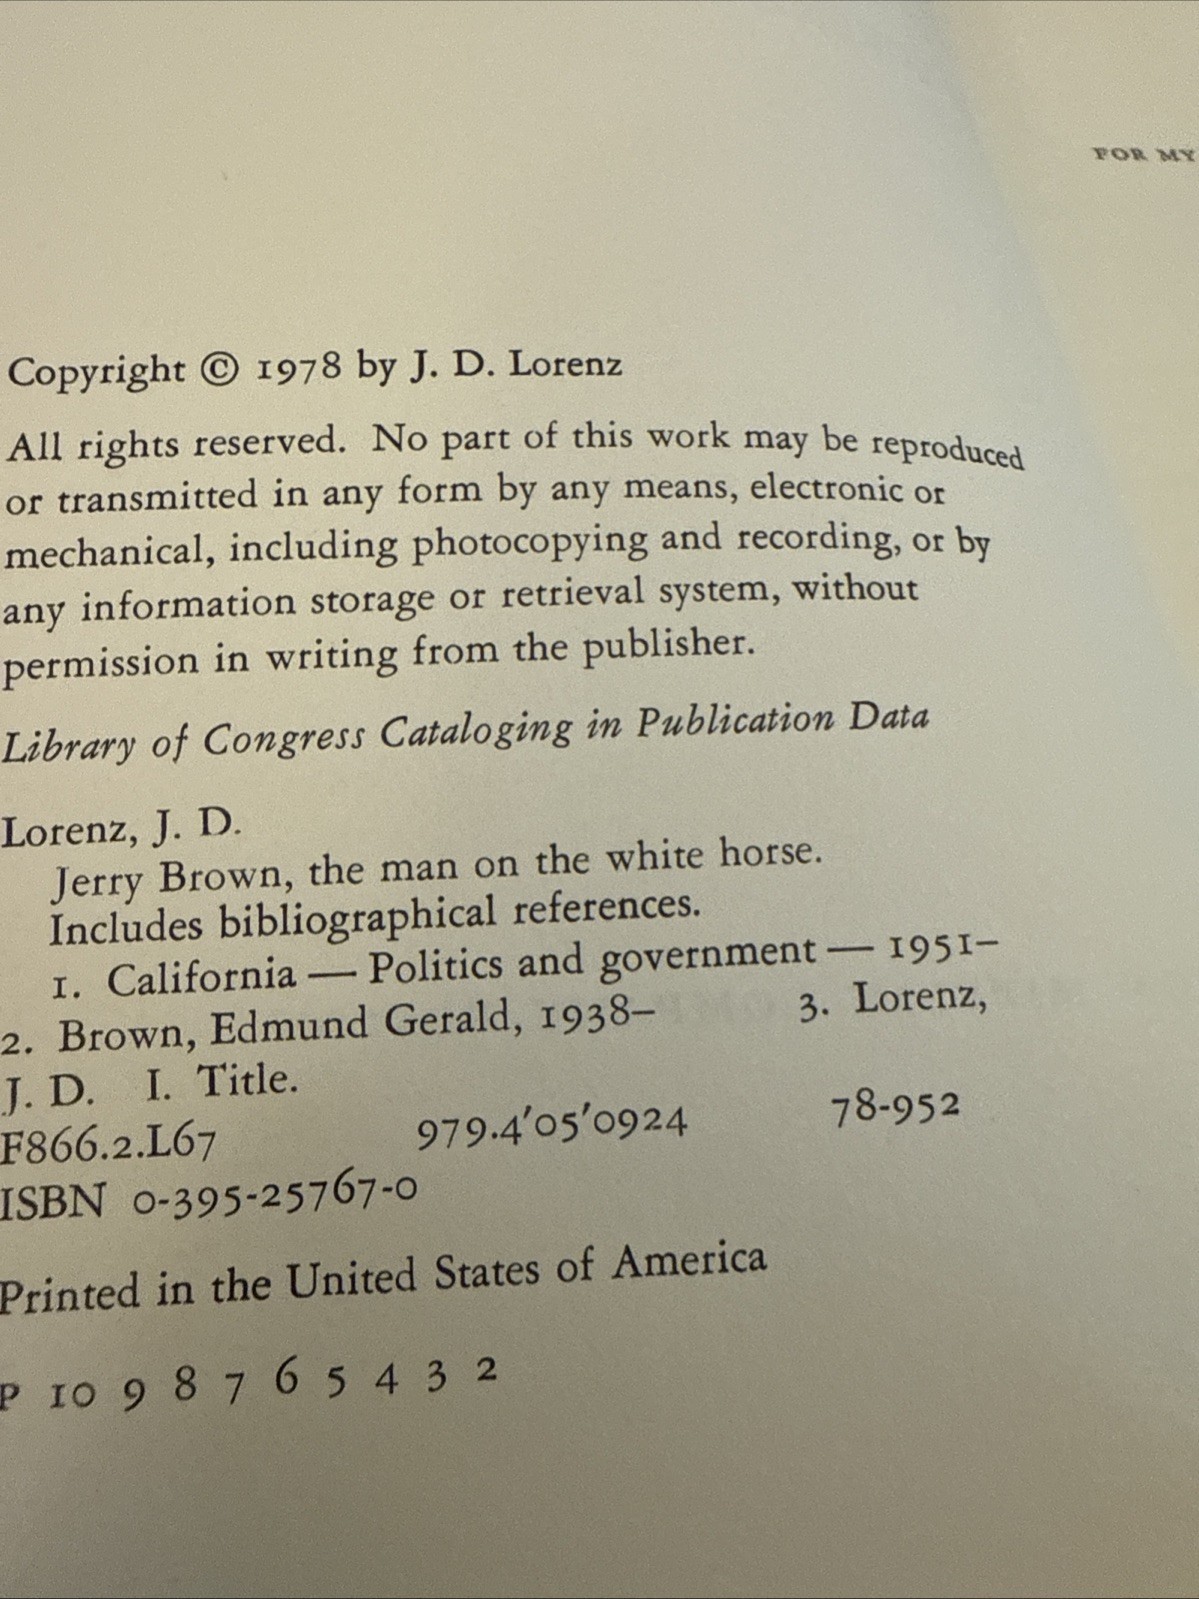 FOR MY
Copyright © 1978 by J. D. Lorenz
All rights reserved. No part of this work may be reproduced
or transmitted in any form by any means, electronic or
mechanical, including photocopying and recording, or by
any information storage or retrieval system, without
permission in writing from the publisher.
Library of Congress Cataloging in Publication Data
Lorenz, J. D.
Jerry Brown, the man on the white horse.
Includes bibliographical references.
1. California — Politics and government — 1951–
2. Brown, Edmund Gerald, 1938– 3. Lorenz,
J. D. I. Title.
F866.2.L67 979.4′05′0924 78-952
ISBN 0-395-25767-0
Printed in the United States of America
P 10 9 8 7 6 5 4 3 2